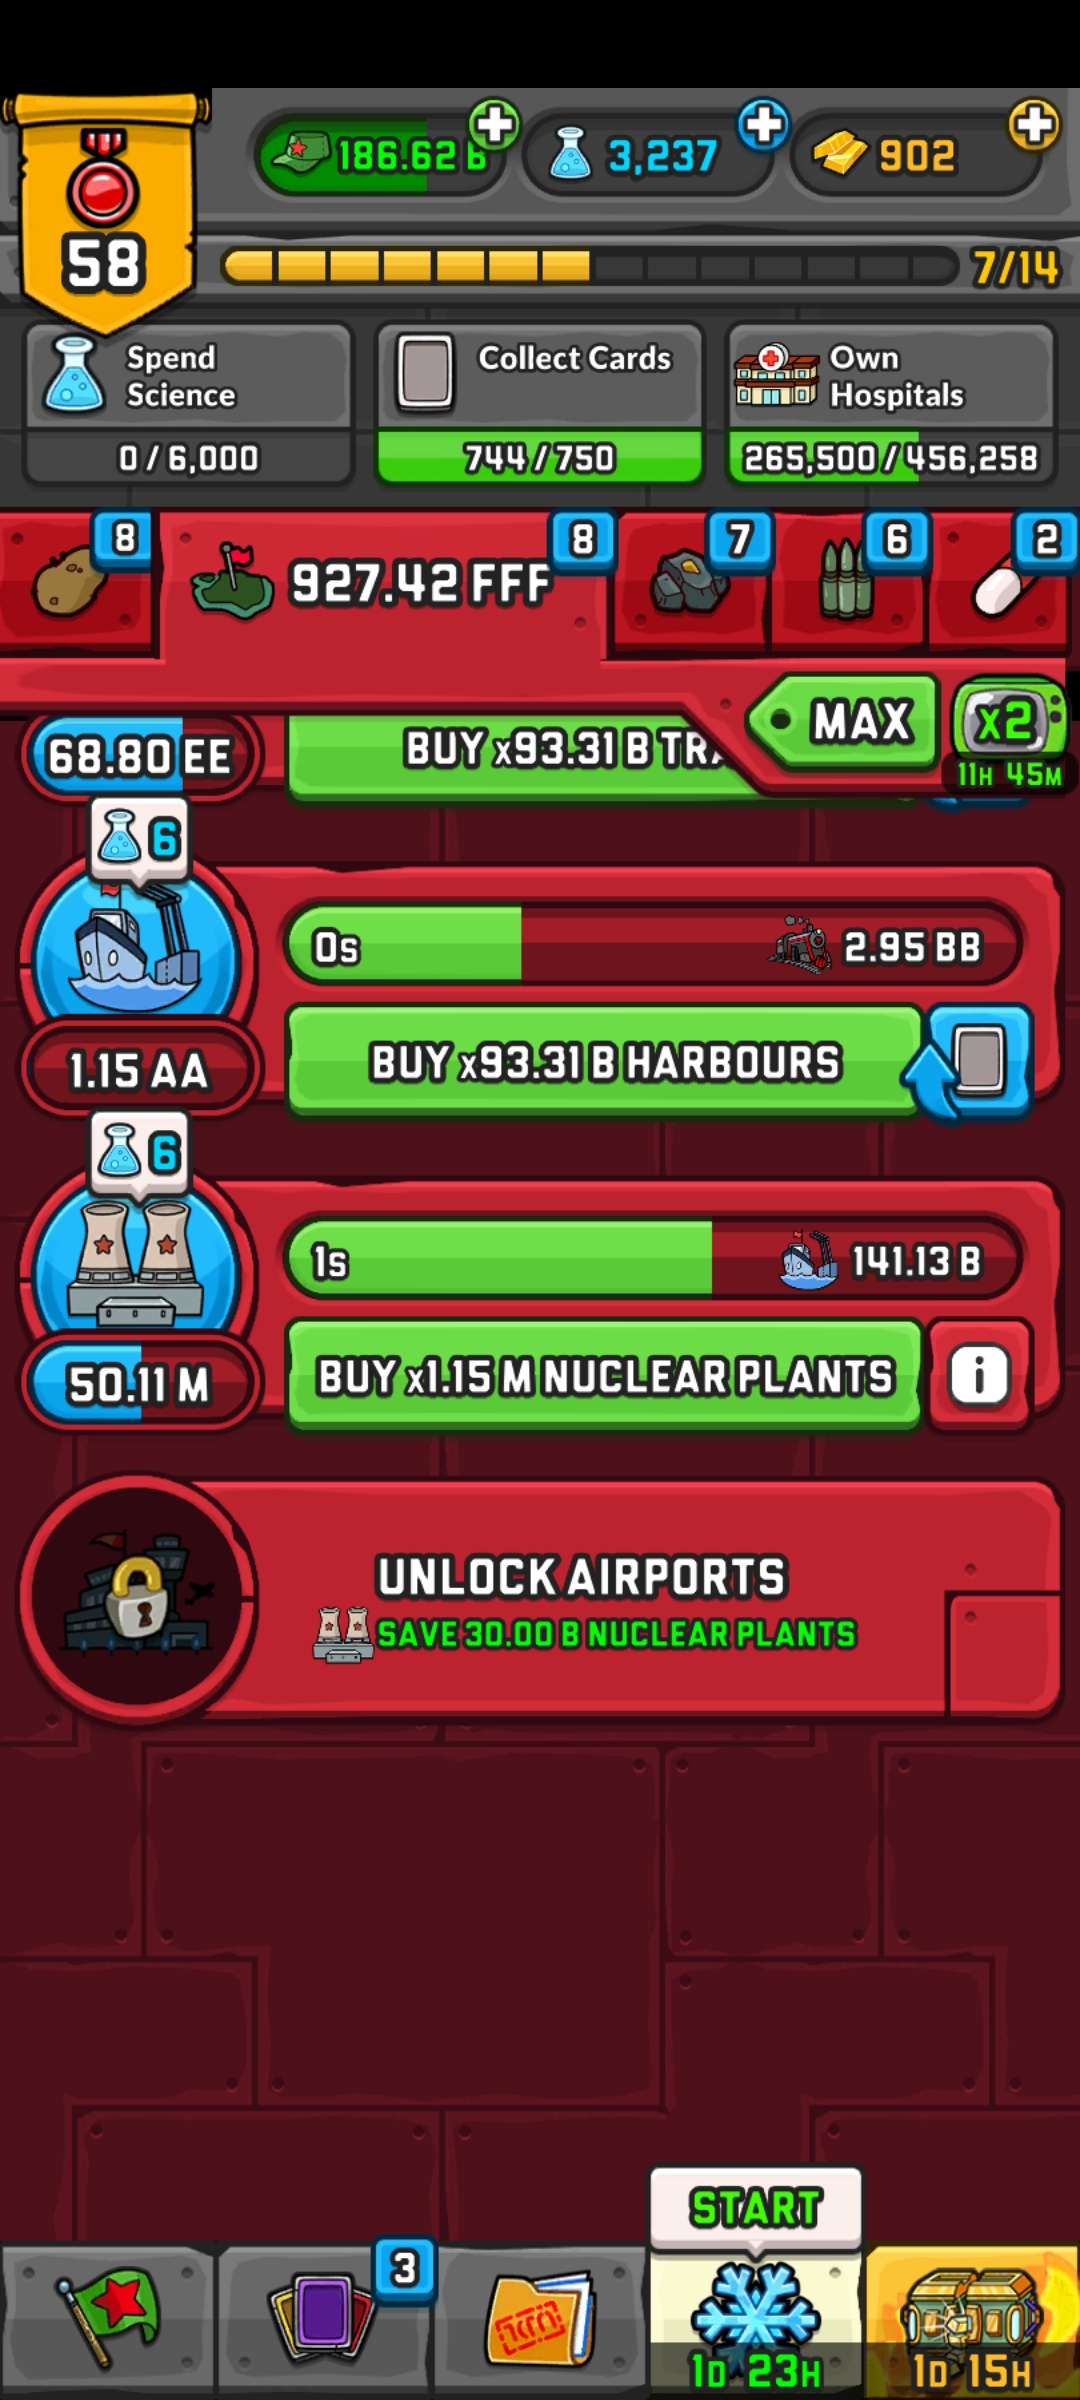 58
186.62 B
3,237
902
7/14
Spend
Science
0 / 6,000
Collect Cards
744 / 750
Own
Hospitals
265,500 / 456,258
8
927.42 FFF
8
7
6
2
MAX
x2
11H 45M
68.80 EE
BUY x93.31 B
6
0s
2.95 BB
1.15 AA
BUY x93.31 B HARBOURS
6
1s
141.13 B
50.11 M
BUY x1.15 M NUCLEAR PLANTS
i
UNLOCK AIRPORTS
SAVE 30.00 B NUCLEAR PLANTS
START
3
1D 23H
1D 15H